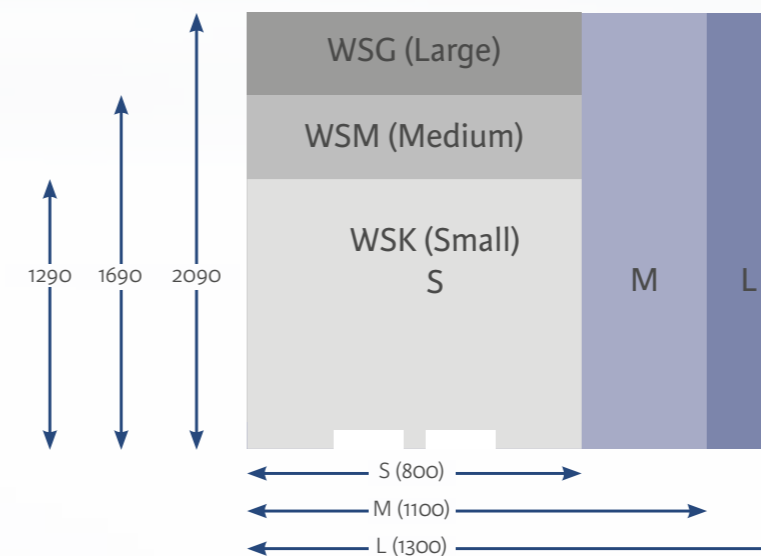 WSG (Large)
WSM (Medium)
WSK (Small)
S
M
L
1290
1690
2090
S (800)
M (1100)
L (1300)